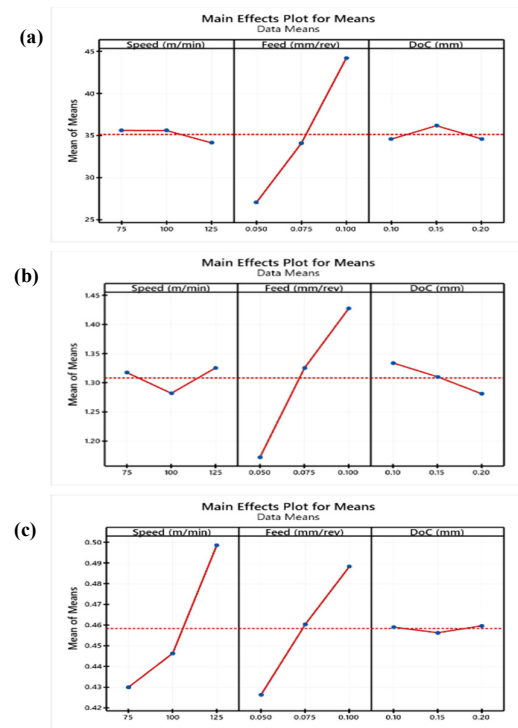 (a)
Main Effects Plot for Means
Data Means
Speed (m/min) Feed (mm/rev) DoC (mm)
Mean of Means
45
40
35
30
25
75 100 125 0.050 0.075 0.100 0.10 0.15 0.20
(b)
Main Effects Plot for Means
Data Means
Speed (m/min) Feed (mm/rev) DoC (mm)
Mean of Means
1.45
1.40
1.35
1.30
1.25
1.20
75 100 125 0.050 0.075 0.100 0.10 0.15 0.20
(c)
Main Effects Plot for Means
Data Means
Speed (m/min) Feed (mm/rev) DoC (mm)
Mean of Means
0.50
0.49
0.48
0.47
0.46
0.45
0.44
0.43
0.42
75 100 125 0.050 0.075 0.100 0.10 0.15 0.20